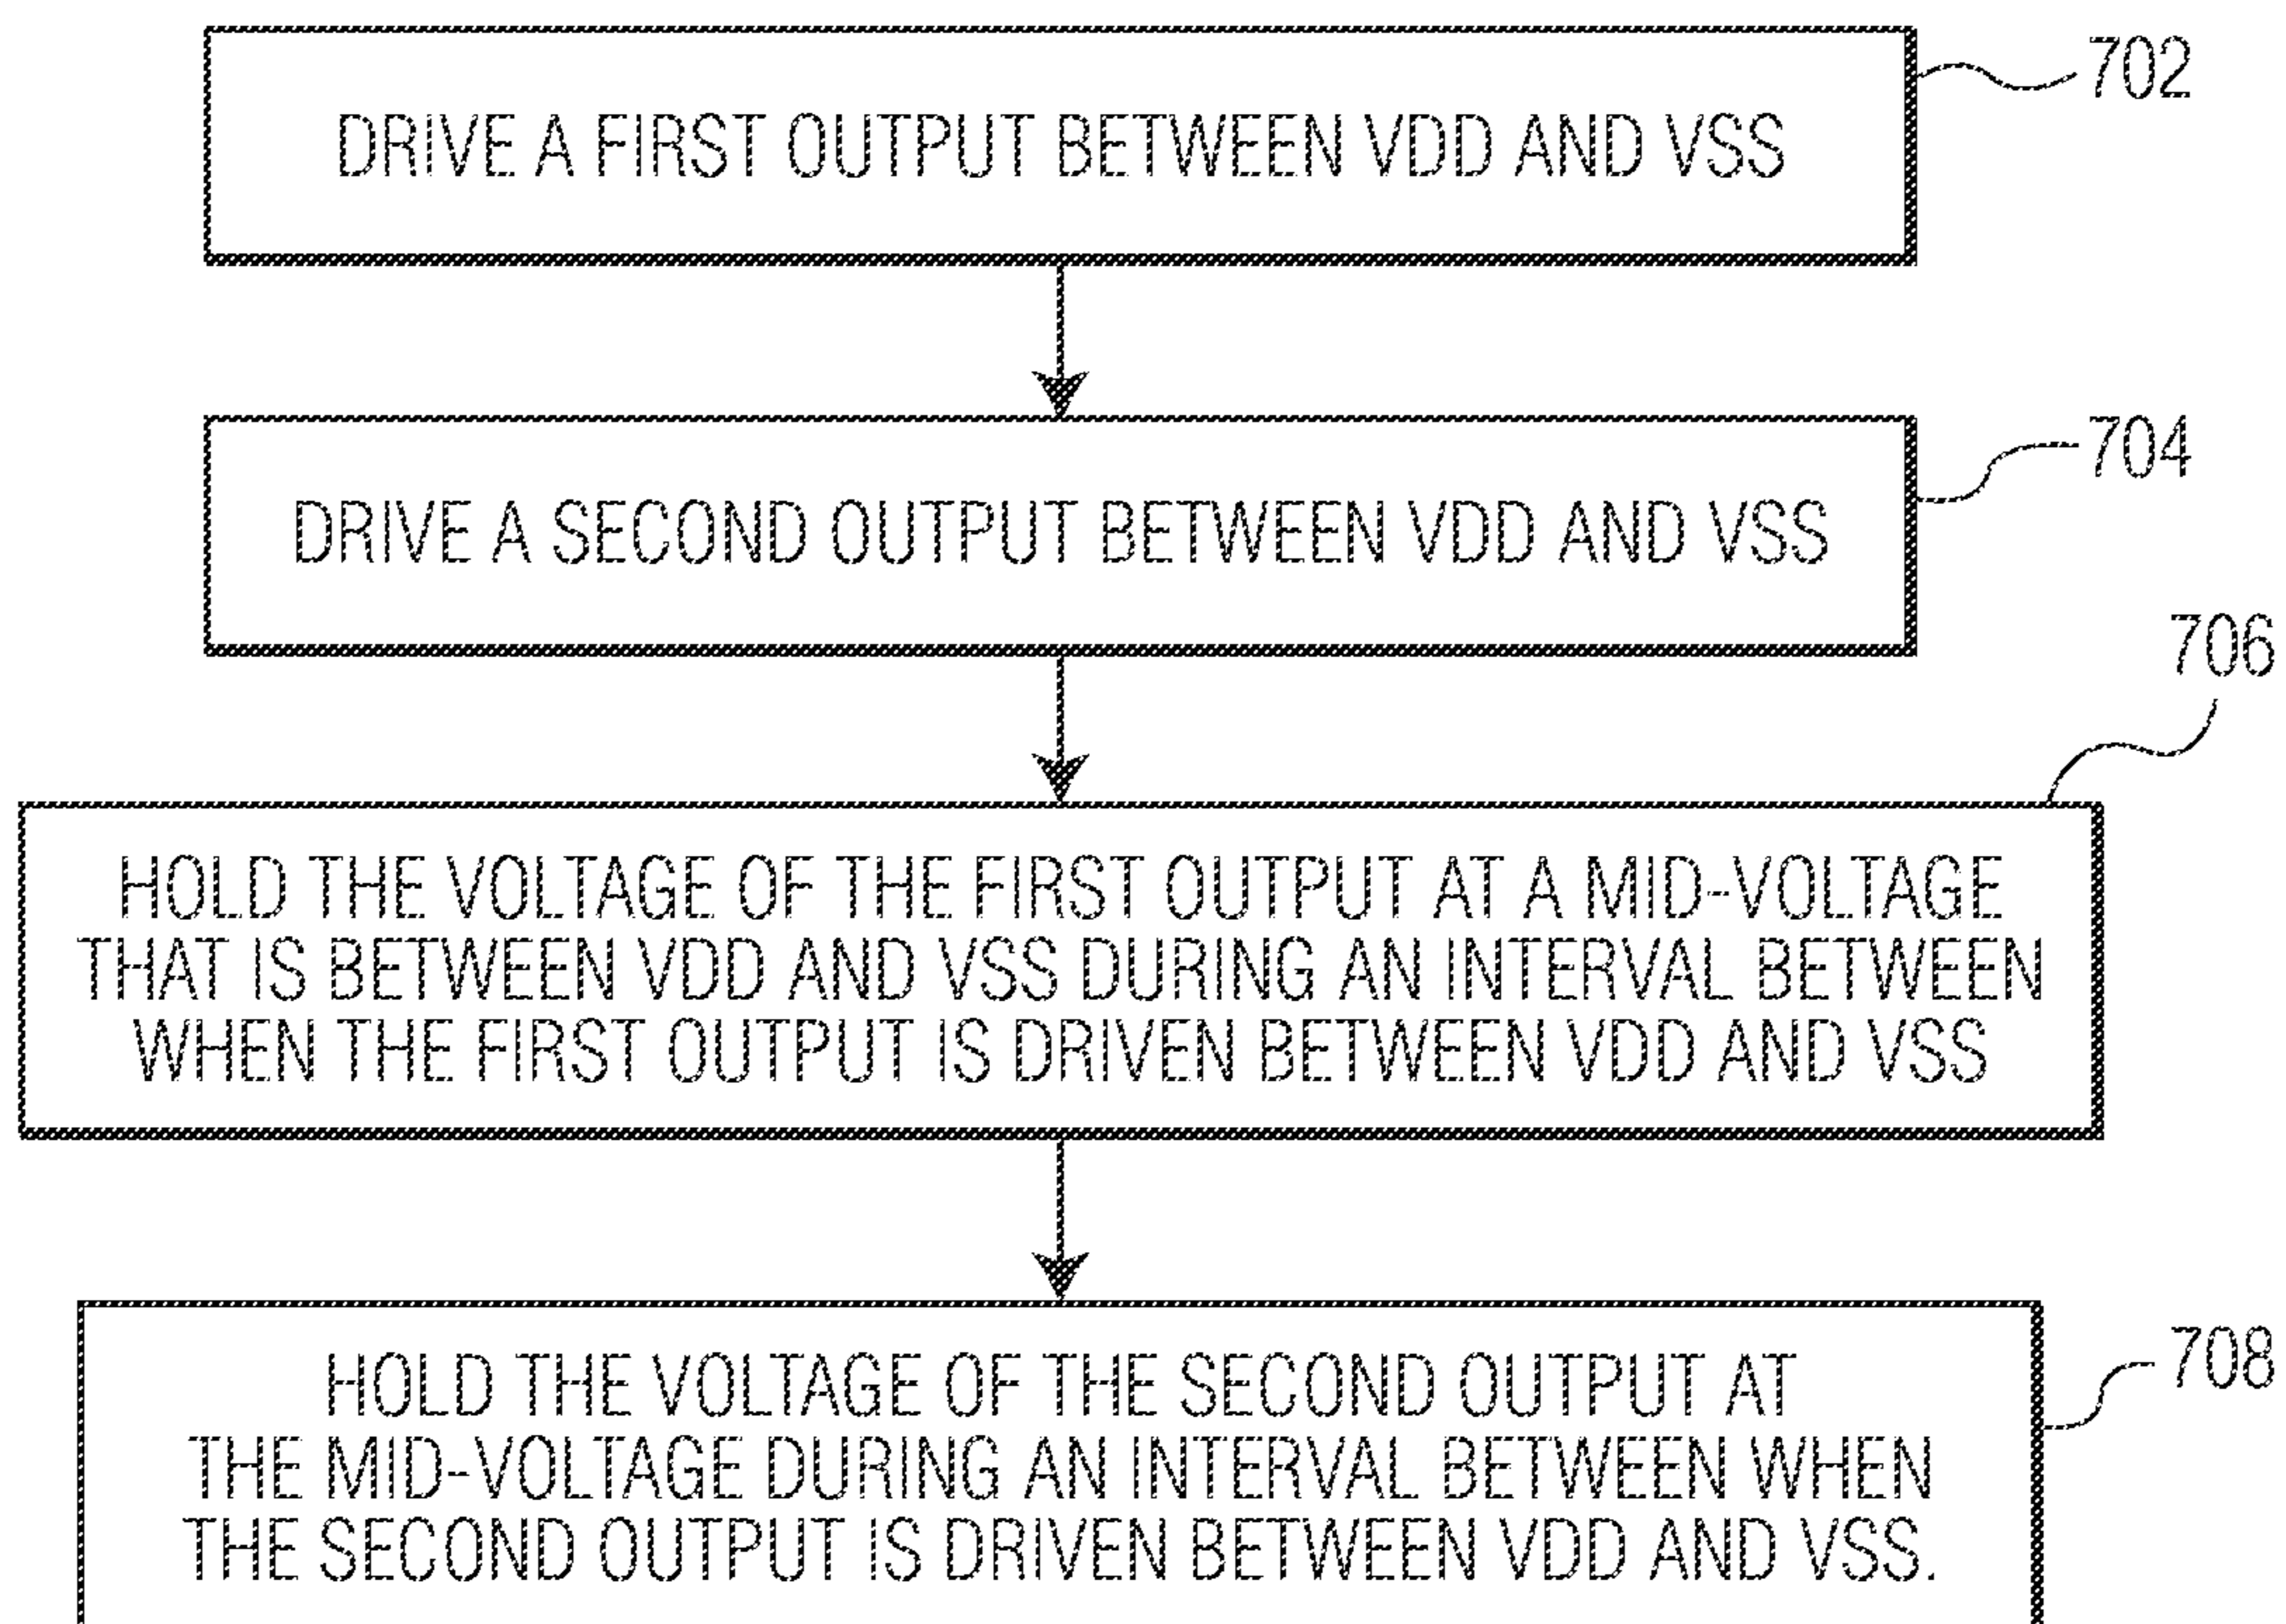 702
DRIVE A FIRST OUTPUT BETWEEN VDD AND VSS
704
DRIVE A SECOND OUTPUT BETWEEN VDD AND VSS
706
HOLD THE VOLTAGE OF THE FIRST OUTPUT AT A MID-VOLTAGE
THAT IS BETWEEN VDD AND VSS DURING AN INTERVAL BETWEEN
WHEN THE FIRST OUTPUT IS DRIVEN BETWEEN VDD AND VSS
708
HOLD THE VOLTAGE OF THE SECOND OUTPUT AT
THE MID-VOLTAGE DURING AN INTERVAL BETWEEN WHEN
THE SECOND OUTPUT IS DRIVEN BETWEEN VDD AND VSS.